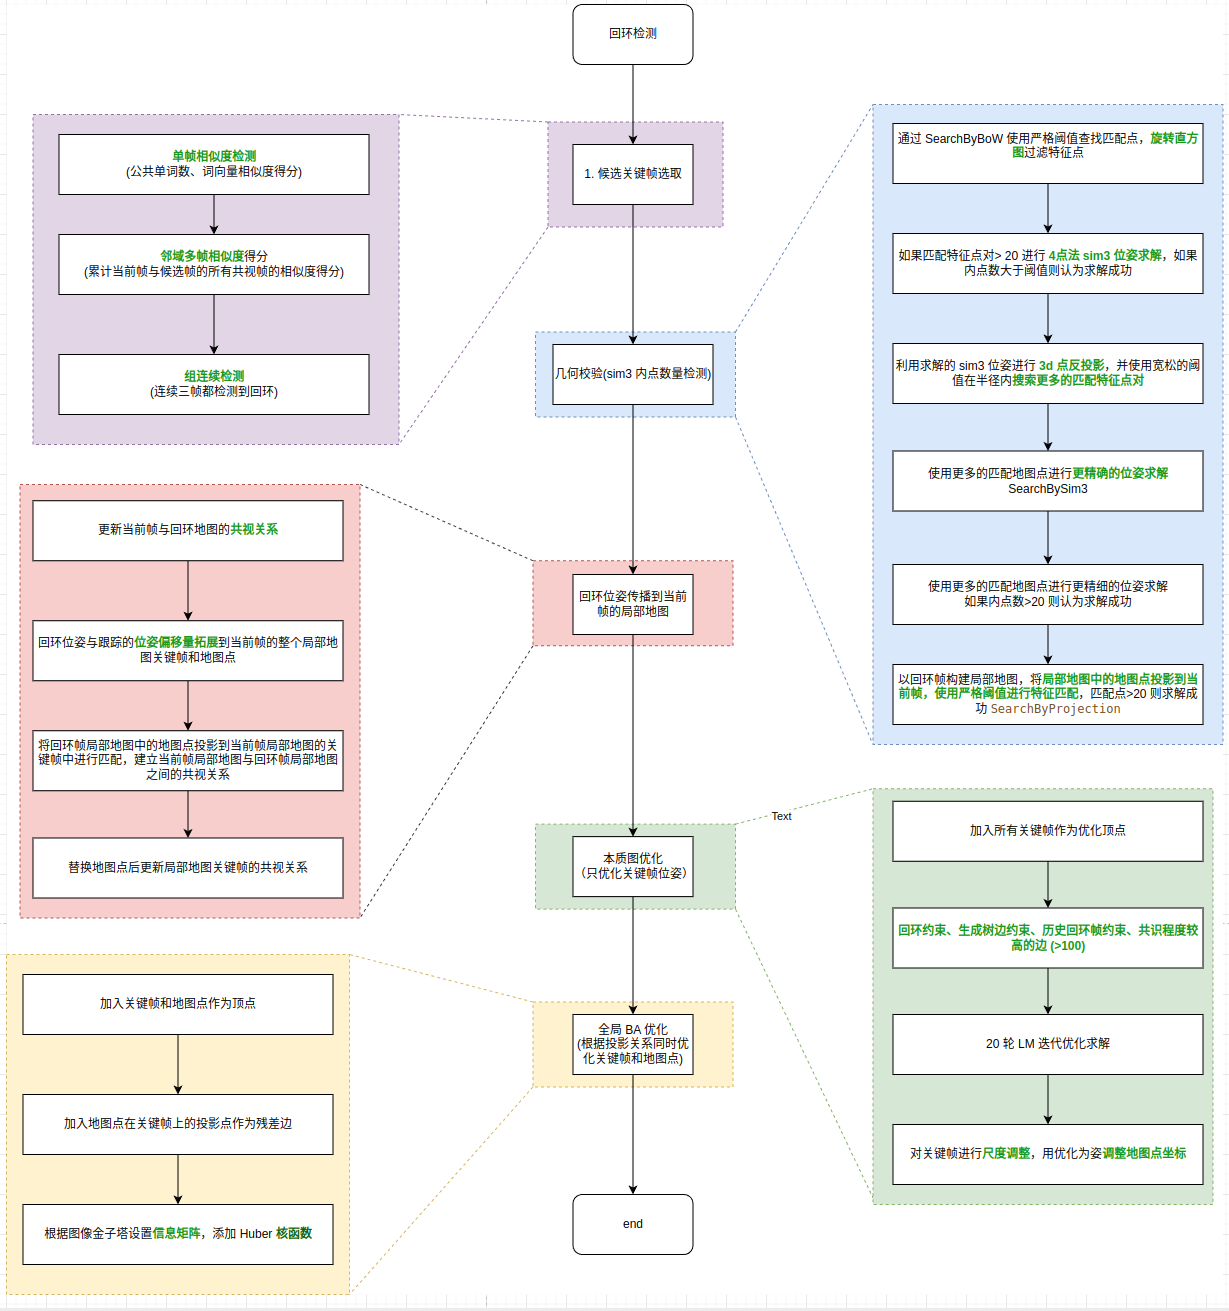 回环检测
1. 候选关键帧选取
单帧相似度检测
(公共单词数、词向量相似度得分)
邻域多帧相似度得分
(累计当前帧与候选帧的所有共视帧的相似度得分)
组连续检测
(连续三帧都检测到回环)
几何校验(sim3 内点数量检测)
通过 SearchByBoW 使用严格阈值查找匹配点，旋转直方
图过滤特征点
如果匹配特征点对> 20 进行 4点法 sim3 位姿求解，如果
内点数大于阈值则认为求解成功
利用求解的 sim3 位姿进行 3d 点反投影，并使用宽松的阈
值在半径内搜索更多的匹配特征点对
使用更多的匹配地图点进行更精确的位姿求解
SearchBySim3
使用更多的匹配地图点进行更精细的位姿求解
如果内点数>20 则认为求解成功
以回环帧构建局部地图，将局部地图中的地图点投影到当
前帧，使用严格阈值进行特征匹配，匹配点>20 则求解成
功 SearchByProjection
回环位姿传播到当前
帧的局部地图
更新当前帧与回环地图的共视关系
回环位姿与跟踪的位姿偏移量拓展到当前帧的整个局部地
图关键帧和地图点
将回环帧局部地图中的地图点投影到当前帧局部地图的关
键帧中进行匹配，建立当前帧局部地图与回环帧局部地图
之间的共视关系
替换地图点后更新局部地图关键帧的共视关系
本质图优化
（只优化关键帧位姿）
Text
加入所有关键帧作为优化顶点
回环约束、生成树边约束、历史回环帧约束、共识程度较
高的边 (>100)
20 轮 LM 迭代优化求解
对关键帧进行尺度调整，用优化为姿调整地图点坐标
全局 BA 优化
(根据投影关系同时优
化关键帧和地图点)
加入关键帧和地图点作为顶点
加入地图点在关键帧上的投影点作为残差边
根据图像金子塔设置信息矩阵，添加 Huber 核函数
end